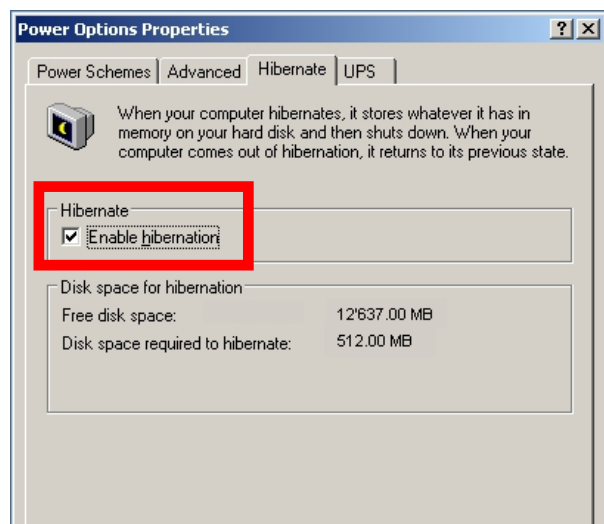 Power Options Properties
Power Schemes Advanced Hibernate UPS
When your computer hibernates, it stores whatever it has in
memory on your hard disk and then shuts down. When your
computer comes out of hibernation, it returns to its previous state.
Hibernate
Enable hibernation
Disk space for hibernation
Free disk space: 12'637.00 MB
Disk space required to hibernate: 512.00 MB